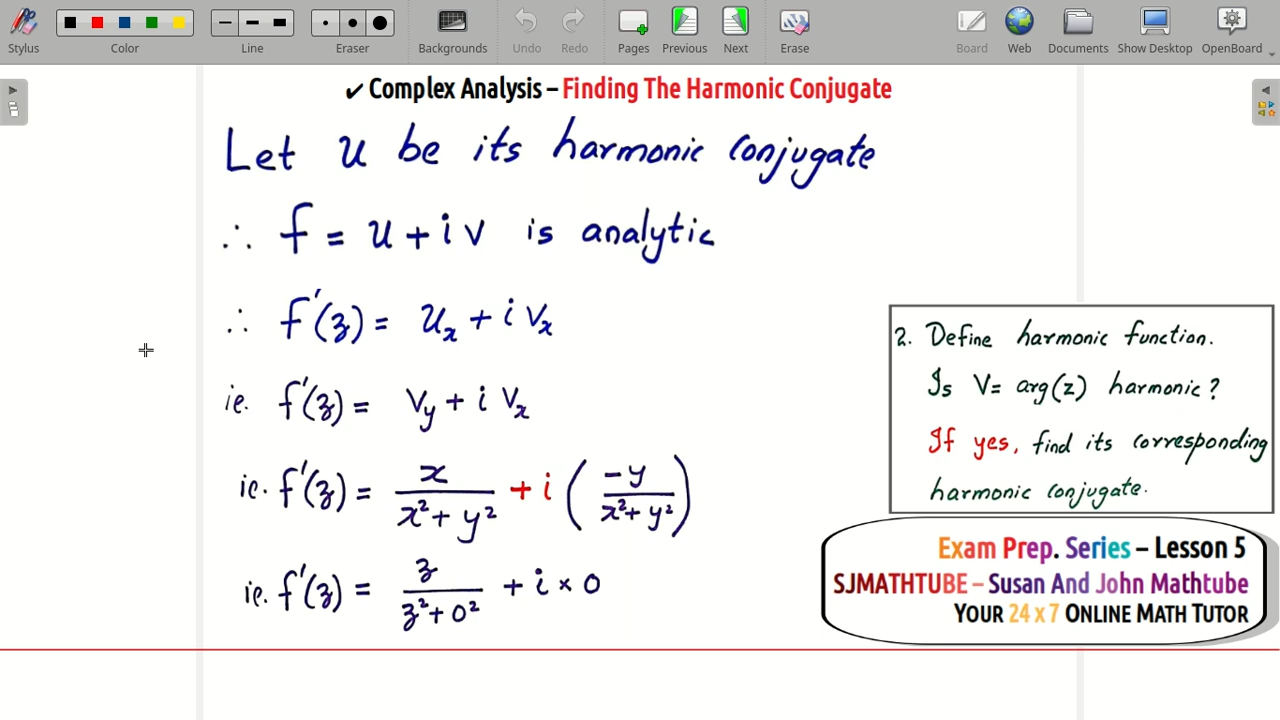 Stylus
Color
Line
Eraser
Backgrounds
Undo
Redo
Pages
Previous
Next
Erase
Board
Web
Documents
Show Desktop
OpenBoard
✔ Complex Analysis – Finding The Harmonic Conjugate
Let u be its harmonic conjugate
∴ f = u + i v is analytic
∴ f'(z) = u_x + i v_x
ie. f'(z) = v_y + i v_x
ie. f'(z) = x/(x² + y²) + i (-y/(x² + y²))
ie. f'(z) = z/(z² + 0²) + i × 0
2. Define harmonic function.
Is V = arg(z) harmonic?
If yes, find its corresponding
harmonic conjugate.
Exam Prep. Series – Lesson 5
SJMATHTUBE – Susan And John Mathtube
YOUR 24 x 7 ONLINE MATH TUTOR